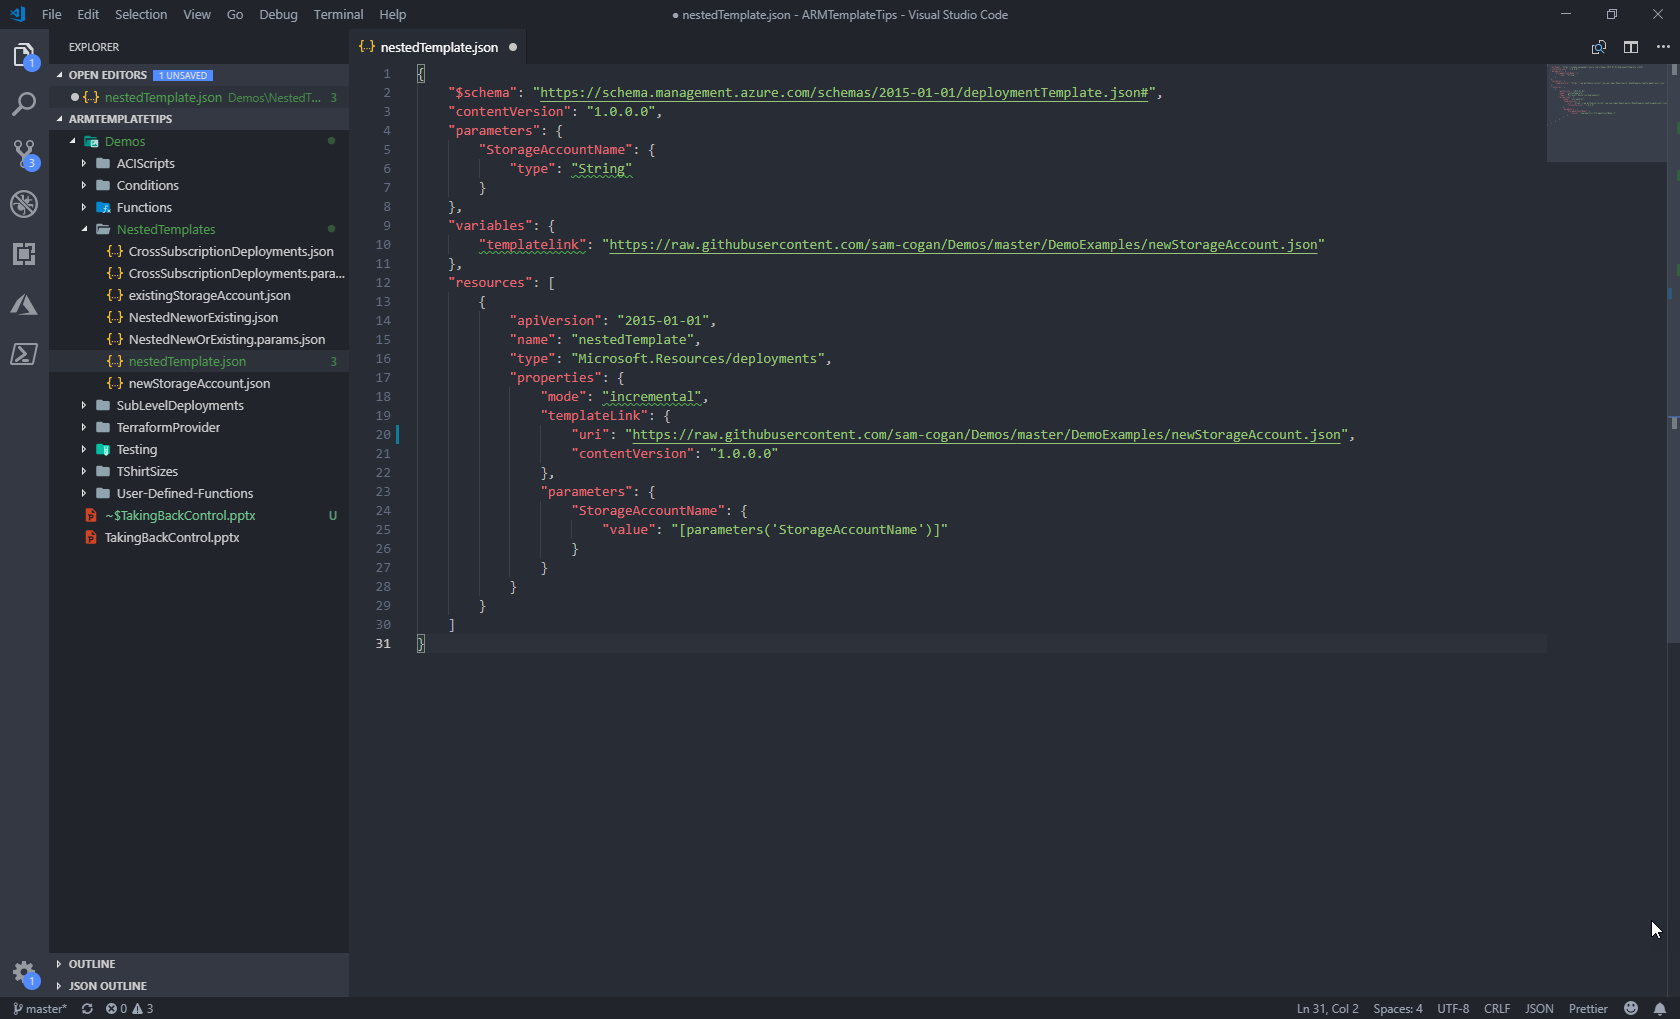 File Edit Selection View Go Debug Terminal Help
● nestedTemplate.json - ARMTemplateTips - Visual Studio Code
EXPLORER
OPEN EDITORS 1 UNSAVED
{..} nestedTemplate.json Demos\NestedT... 3
ARMTEMPLATETIPS
Demos
ACIScripts
Conditions
Functions
NestedTemplates
{..} CrossSubscriptionDeployments.json
{..} CrossSubscriptionDeployments.para...
{..} existingStorageAccount.json
{..} NestedNeworExisting.json
{..} NestedNewOrExisting.params.json
{..} nestedTemplate.json 3
{..} newStorageAccount.json
SubLevelDeployments
TerraformProvider
Testing
TShirtSizes
User-Defined-Functions
~$TakingBackControl.pptx U
TakingBackControl.pptx
OUTLINE
JSON OUTLINE
1
3
1
{..} nestedTemplate.json ●
1 {
2 "$schema": "https://schema.management.azure.com/schemas/2015-01-01/deploymentTemplate.json#",
3 "contentVersion": "1.0.0.0",
4 "parameters": {
5 "StorageAccountName": {
6 "type": "String"
7 }
8 },
9 "variables": {
10 "templatelink": "https://raw.githubusercontent.com/sam-cogan/Demos/master/DemoExamples/newStorageAccount.json"
11 },
12 "resources": [
13 {
14 "apiVersion": "2015-01-01",
15 "name": "nestedTemplate",
16 "type": "Microsoft.Resources/deployments",
17 "properties": {
18 "mode": "incremental",
19 "templateLink": {
20 "uri": "https://raw.githubusercontent.com/sam-cogan/Demos/master/DemoExamples/newStorageAccount.json",
21 "contentVersion": "1.0.0.0"
22 },
23 "parameters": {
24 "StorageAccountName": {
25 "value": "[parameters('StorageAccountName')]"
26 }
27 }
28 }
29 }
30 ]
31 }
master* 0 3
Ln 31, Col 2 Spaces: 4 UTF-8 CRLF JSON Prettier